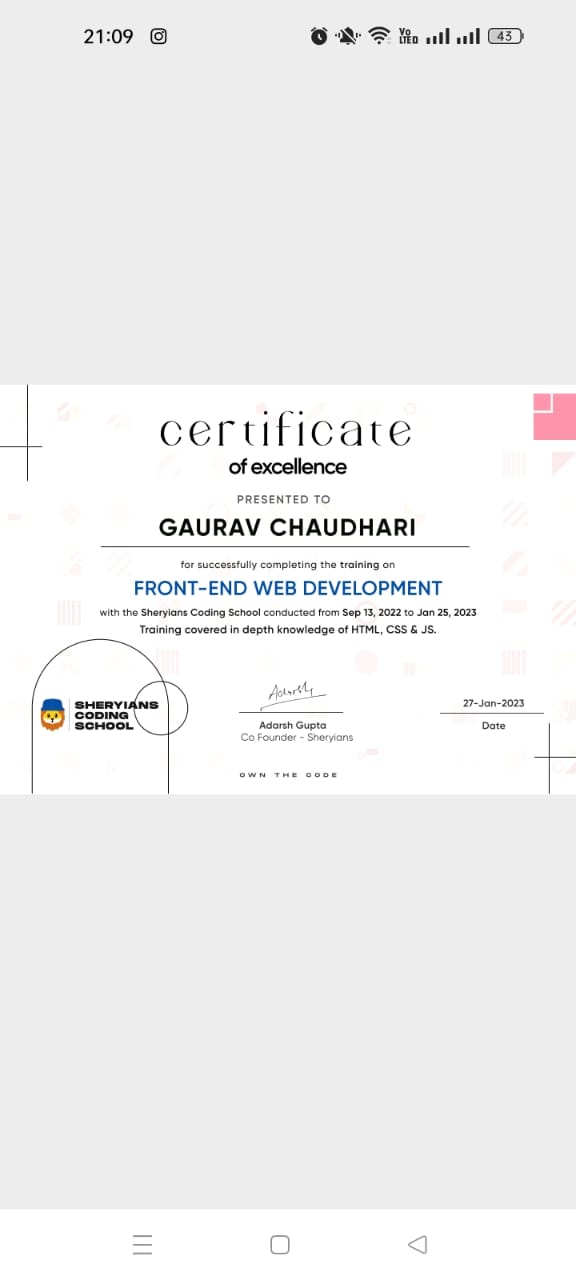 21:09
Vo
LTED
43
certificate
of excellence
PRESENTED TO
GAURAV CHAUDHARI
for successfully completing the training on
FRONT-END WEB DEVELOPMENT
with the Sheryians Coding School conducted from Sep 13, 2022 to Jan 25, 2023
Training covered in depth knowledge of HTML, CSS & JS.
SHERYIANS
CODING
SCHOOL
Adarsh
Adarsh Gupta
Co Founder - Sheryians
27-Jan-2023
Date
OWN THE CODE